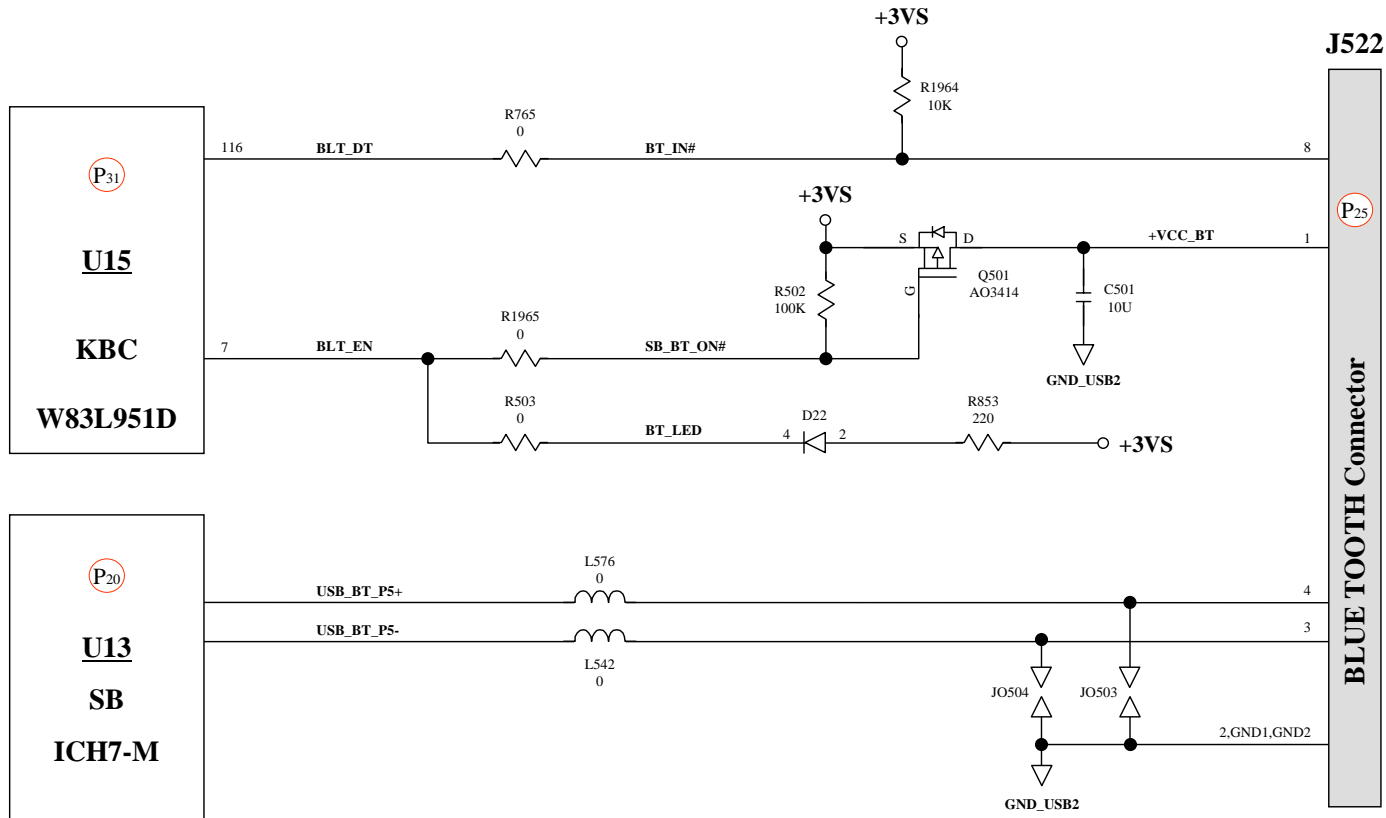 +3VS
J522
R1964
10K
R765
0
116
BLT_DT
BT_IN#
8
P31
P25
+3VS
S
D
+VCC_BT
1
U15
Q501
AO3414
G
R502
100K
C501
10U
R1965
0
KBC
7
BLT_EN
SB_BT_ON#
GND_USB2
W83L951D
R503
0
BT_LED
D22
4
2
R853
220
+3VS
BLUE TOOTH Connector
P20
L576
0
USB_BT_P5+
4
USB_BT_P5-
3
U13
L542
0
SB
JO504
JO503
ICH7-M
2,GND1,GND2
GND_USB2